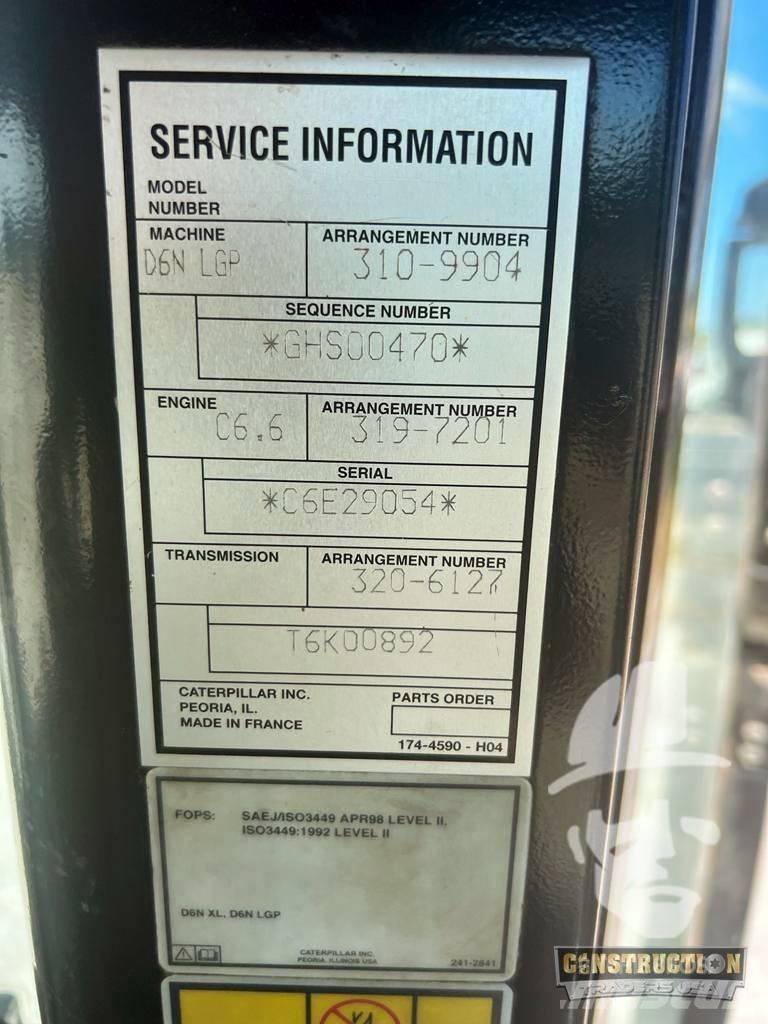 SERVICE INFORMATION
MODEL
NUMBER
MACHINE
D6N LGP
ARRANGEMENT NUMBER
310-9904
SEQUENCE NUMBER
*GHS00470*
ENGINE
C6.6
ARRANGEMENT NUMBER
319-7201
SERIAL
*C6E29054*
TRANSMISSION
ARRANGEMENT NUMBER
320-6127
T6K00892
CATERPILLAR INC.
PEORIA, IL.
MADE IN FRANCE
PARTS ORDER
174-4590 - H04
FOPS: SAEJ/ISO3449 APR98 LEVEL II.
ISO3449:1992 LEVEL II
D6N XL, D6N LGP
CATERPILLAR INC.
PEORIA, ILLINOIS USA
241-2841
CONSTRUCTION
TRADERS USA